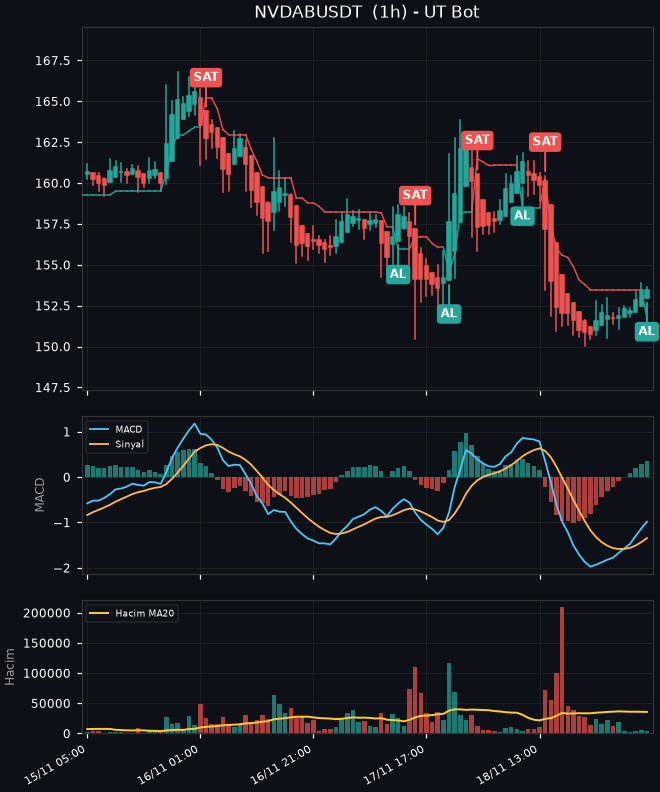 NVDABUSDT (1h) - UT Bot
167.5
165.0
162.5
160.0
157.5
155.0
152.5
150.0
147.5
SAT
SAT
SAT
SAT
AL
AL
AL
AL
MACD
Sinyal
MACD
1
0
−1
−2
Hacim MA20
Hacim
200000
150000
100000
50000
0
15/11 05:00
16/11 01:00
16/11 21:00
17/11 17:00
18/11 13:00